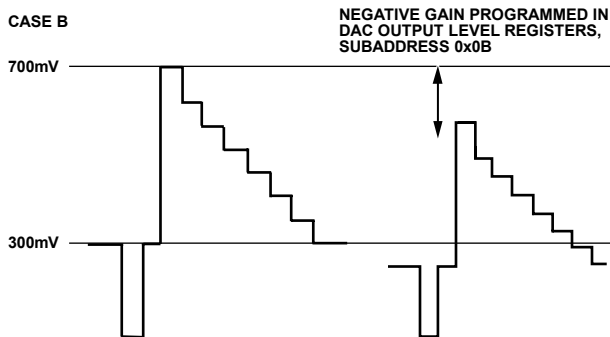 CASE B
NEGATIVE GAIN PROGRAMMED IN
DAC OUTPUT LEVEL REGISTERS,
SUBADDRESS 0x0B
700mV
300mV